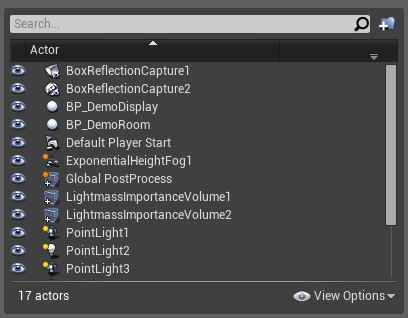 Search...
Actor
BoxReflectionCapture1
BoxReflectionCapture2
BP_DemoDisplay
BP_DemoRoom
Default Player Start
ExponentialHeightFog1
Global PostProcess
LightmassImportanceVolume1
LightmassImportanceVolume2
PointLight1
PointLight2
PointLight3
17 actors View Options